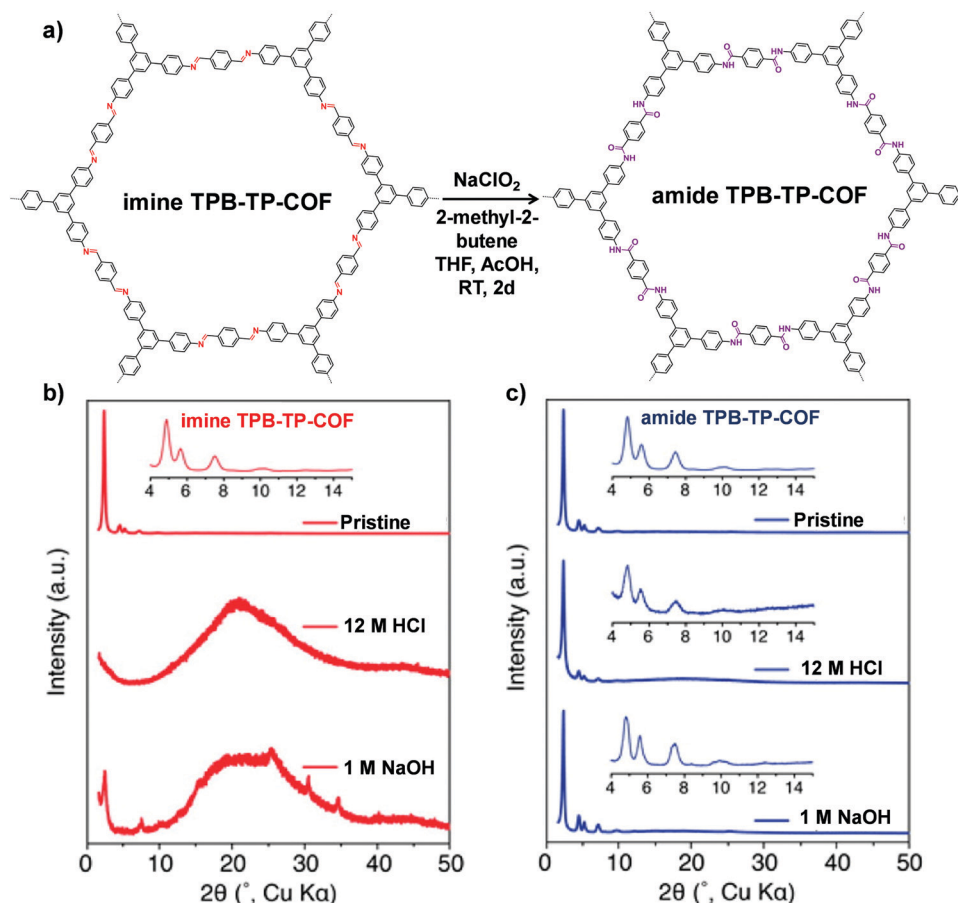 a)
imine TPB-TP-COF
NaClO2
2-methyl-2-
butene
THF, AcOH,
RT, 2d
amide TPB-TP-COF
b)
imine TPB-TP-COF
4 6 8 10 12 14
Pristine
12 M HCl
1 M NaOH
Intensity (a.u.)
0 10 20 30 40 50
2θ (°, Cu Kα)
c)
amide TPB-TP-COF
4 6 8 10 12 14
Pristine
4 6 8 10 12 14
12 M HCl
4 6 8 10 12 14
1 M NaOH
Intensity (a.u.)
0 10 20 30 40 50
2θ (°, Cu Kα)